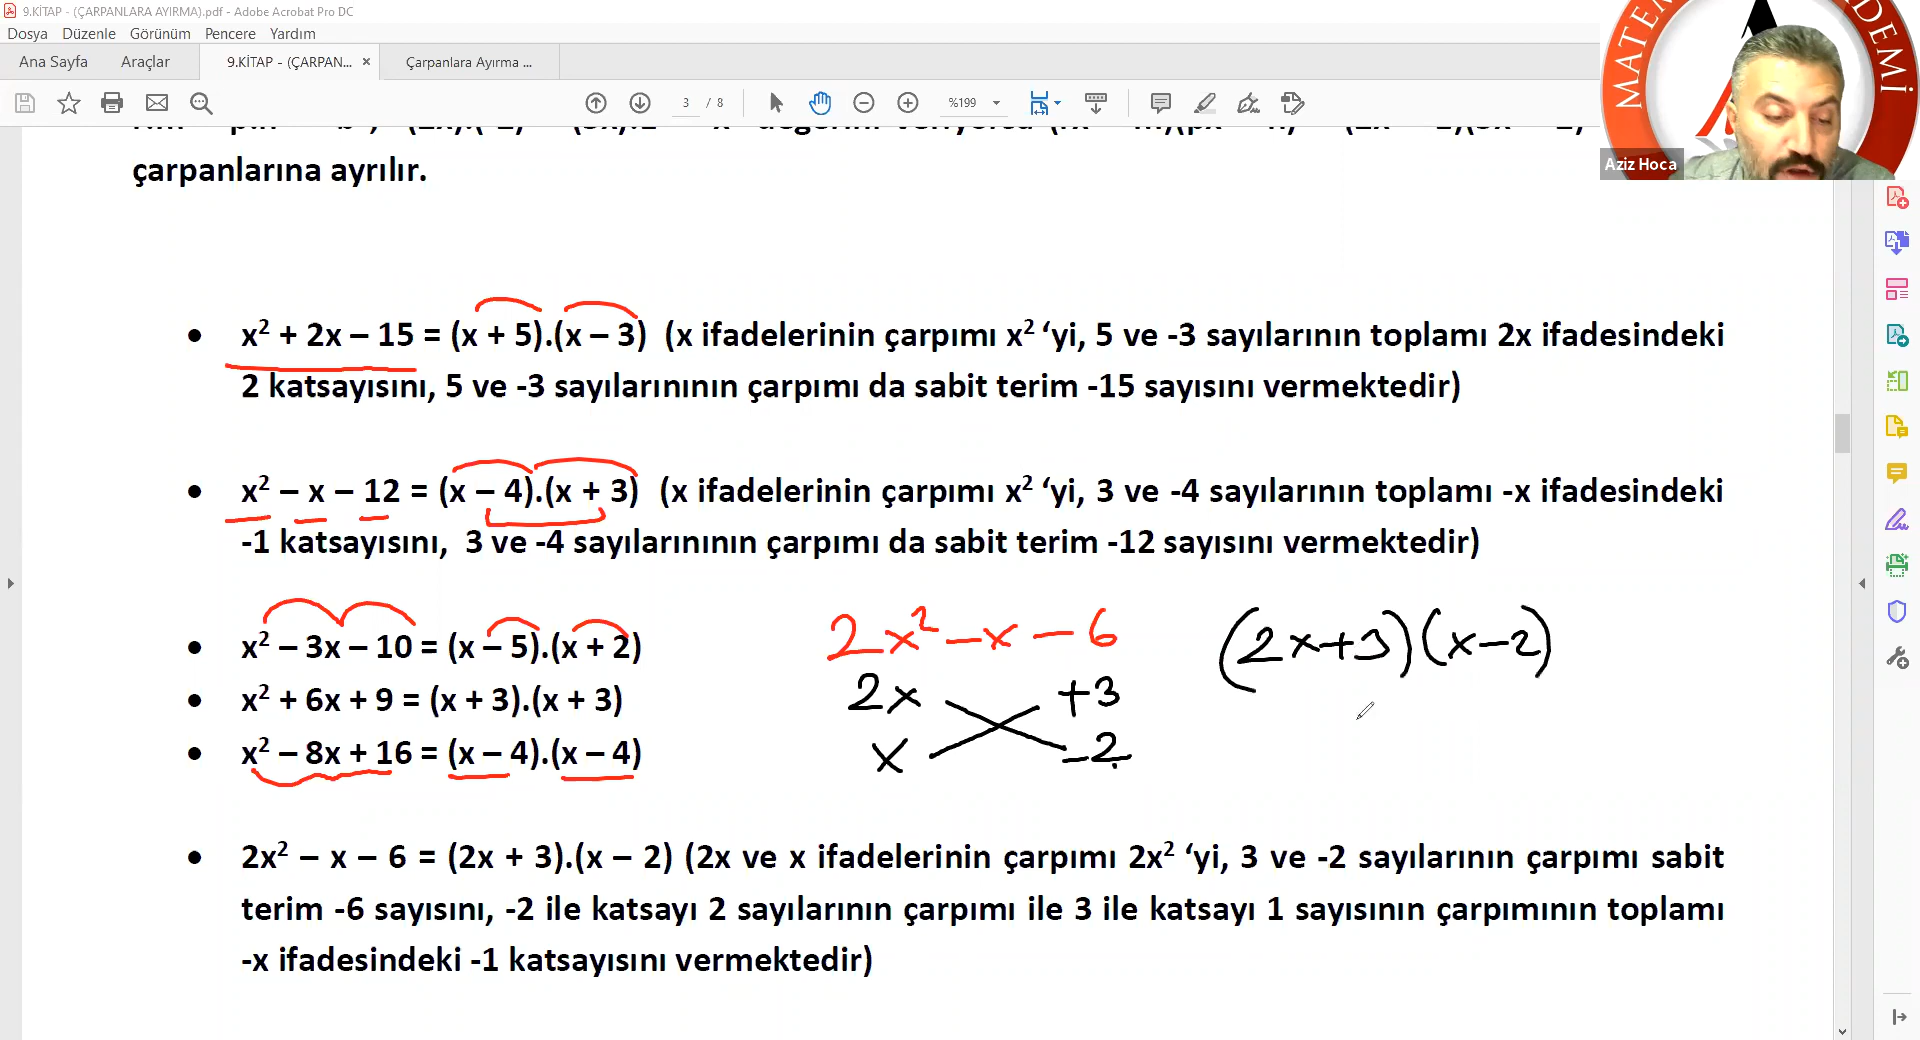 9.KİTAP - (ÇARPANLARA AYIRMA).pdf - Adobe Acrobat Pro DC
Dosya Düzenle Görünüm Pencere Yardım
Ana Sayfa Araçlar 9.KİTAP - (ÇARPAN... × Çarpanlara Ayırma ...
3 / 8 %199
MATEM DEMİ
Aziz Hoca
çarpanlarına ayrılır.
• x² + 2x – 15 = (x + 5).(x – 3) (x ifadelerinin çarpımı x² ‘yi, 5 ve -3 sayılarının toplamı 2x ifadesindeki
2 katsayısını, 5 ve -3 sayılarınının çarpımı da sabit terim -15 sayısını vermektedir)
• x² – x – 12 = (x – 4).(x + 3) (x ifadelerinin çarpımı x² ‘yi, 3 ve -4 sayılarının toplamı -x ifadesindeki
-1 katsayısını, 3 ve -4 sayılarınının çarpımı da sabit terim -12 sayısını vermektedir)
• x² – 3x – 10 = (x – 5).(x + 2)
2x² – x – 6 (2x+3)(x–2)
• x² + 6x + 9 = (x + 3).(x + 3)
2x +3
• x² – 8x + 16 = (x – 4).(x – 4)
x –2
• 2x² – x – 6 = (2x + 3).(x – 2) (2x ve x ifadelerinin çarpımı 2x² ‘yi, 3 ve -2 sayılarının çarpımı sabit
terim -6 sayısını, -2 ile katsayı 2 sayılarının çarpımı ile 3 ile katsayı 1 sayısının çarpımının toplamı
-x ifadesindeki -1 katsayısını vermektedir)